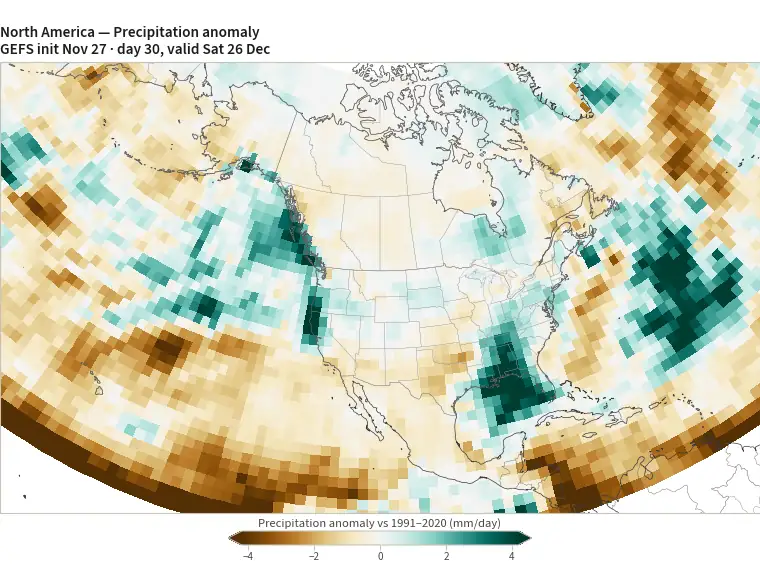 North America — Precipitation anomaly
GEFS init Nov 27 · day 30, valid Sat 26 Dec
Precipitation anomaly vs 1991–2020 (mm/day)
−4 −2 0 2 4